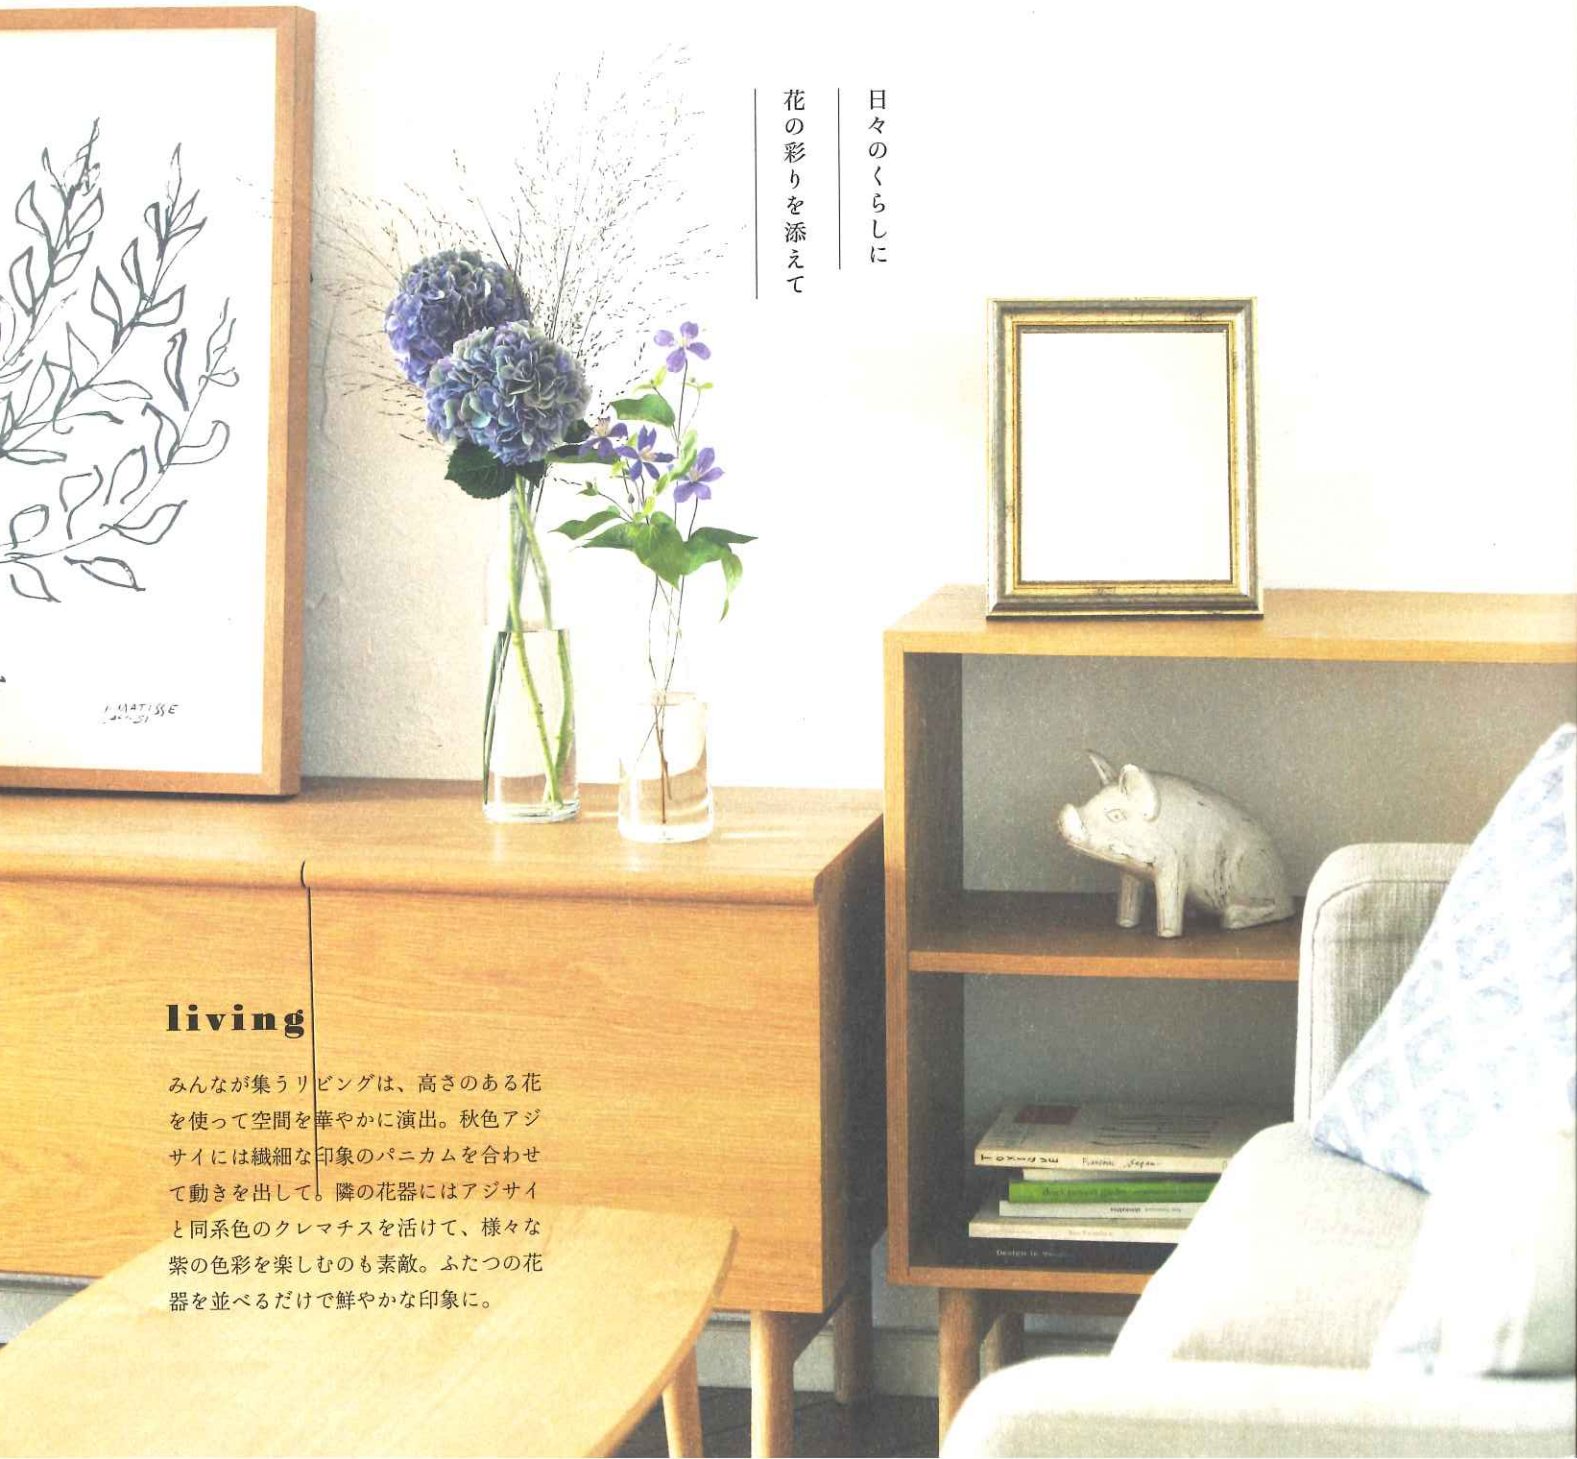 日々のくらしに
花の彩りを添えて
living
みんなが集うリビングは、高さのある花
を使って空間を華やかに演出。秋色アジ
サイには繊細な印象のパニカムを合わせ
て動きを出して。隣の花器にはアジサイ
と同系色のクレマチスを活けて、様々な
紫の色彩を楽しむのも素敵。ふたつの花
器を並べるだけで鮮やかな印象に。
MATISSE
Design is